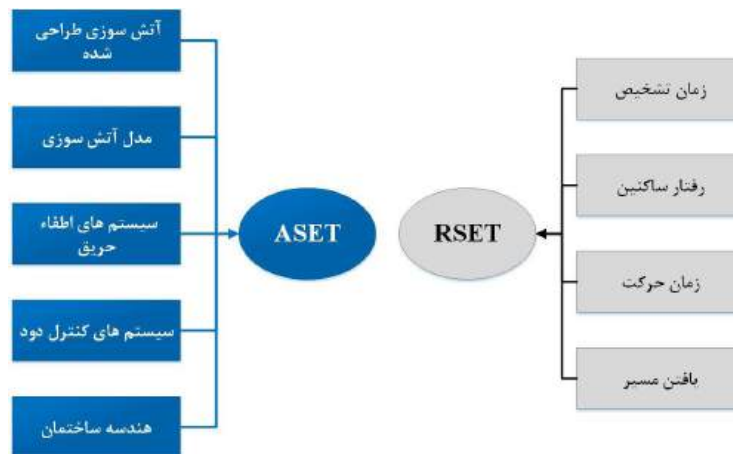 آتش سوزی طراحی
شده
مدل آتش سوزی
سیستم های اطفاء
حریق
سیستم های کنترل دود
هندسه ساختمان
ASET
RSET
زمان تشخیص
رفتار ساکنین
زمان حرکت
یافتن مسیر